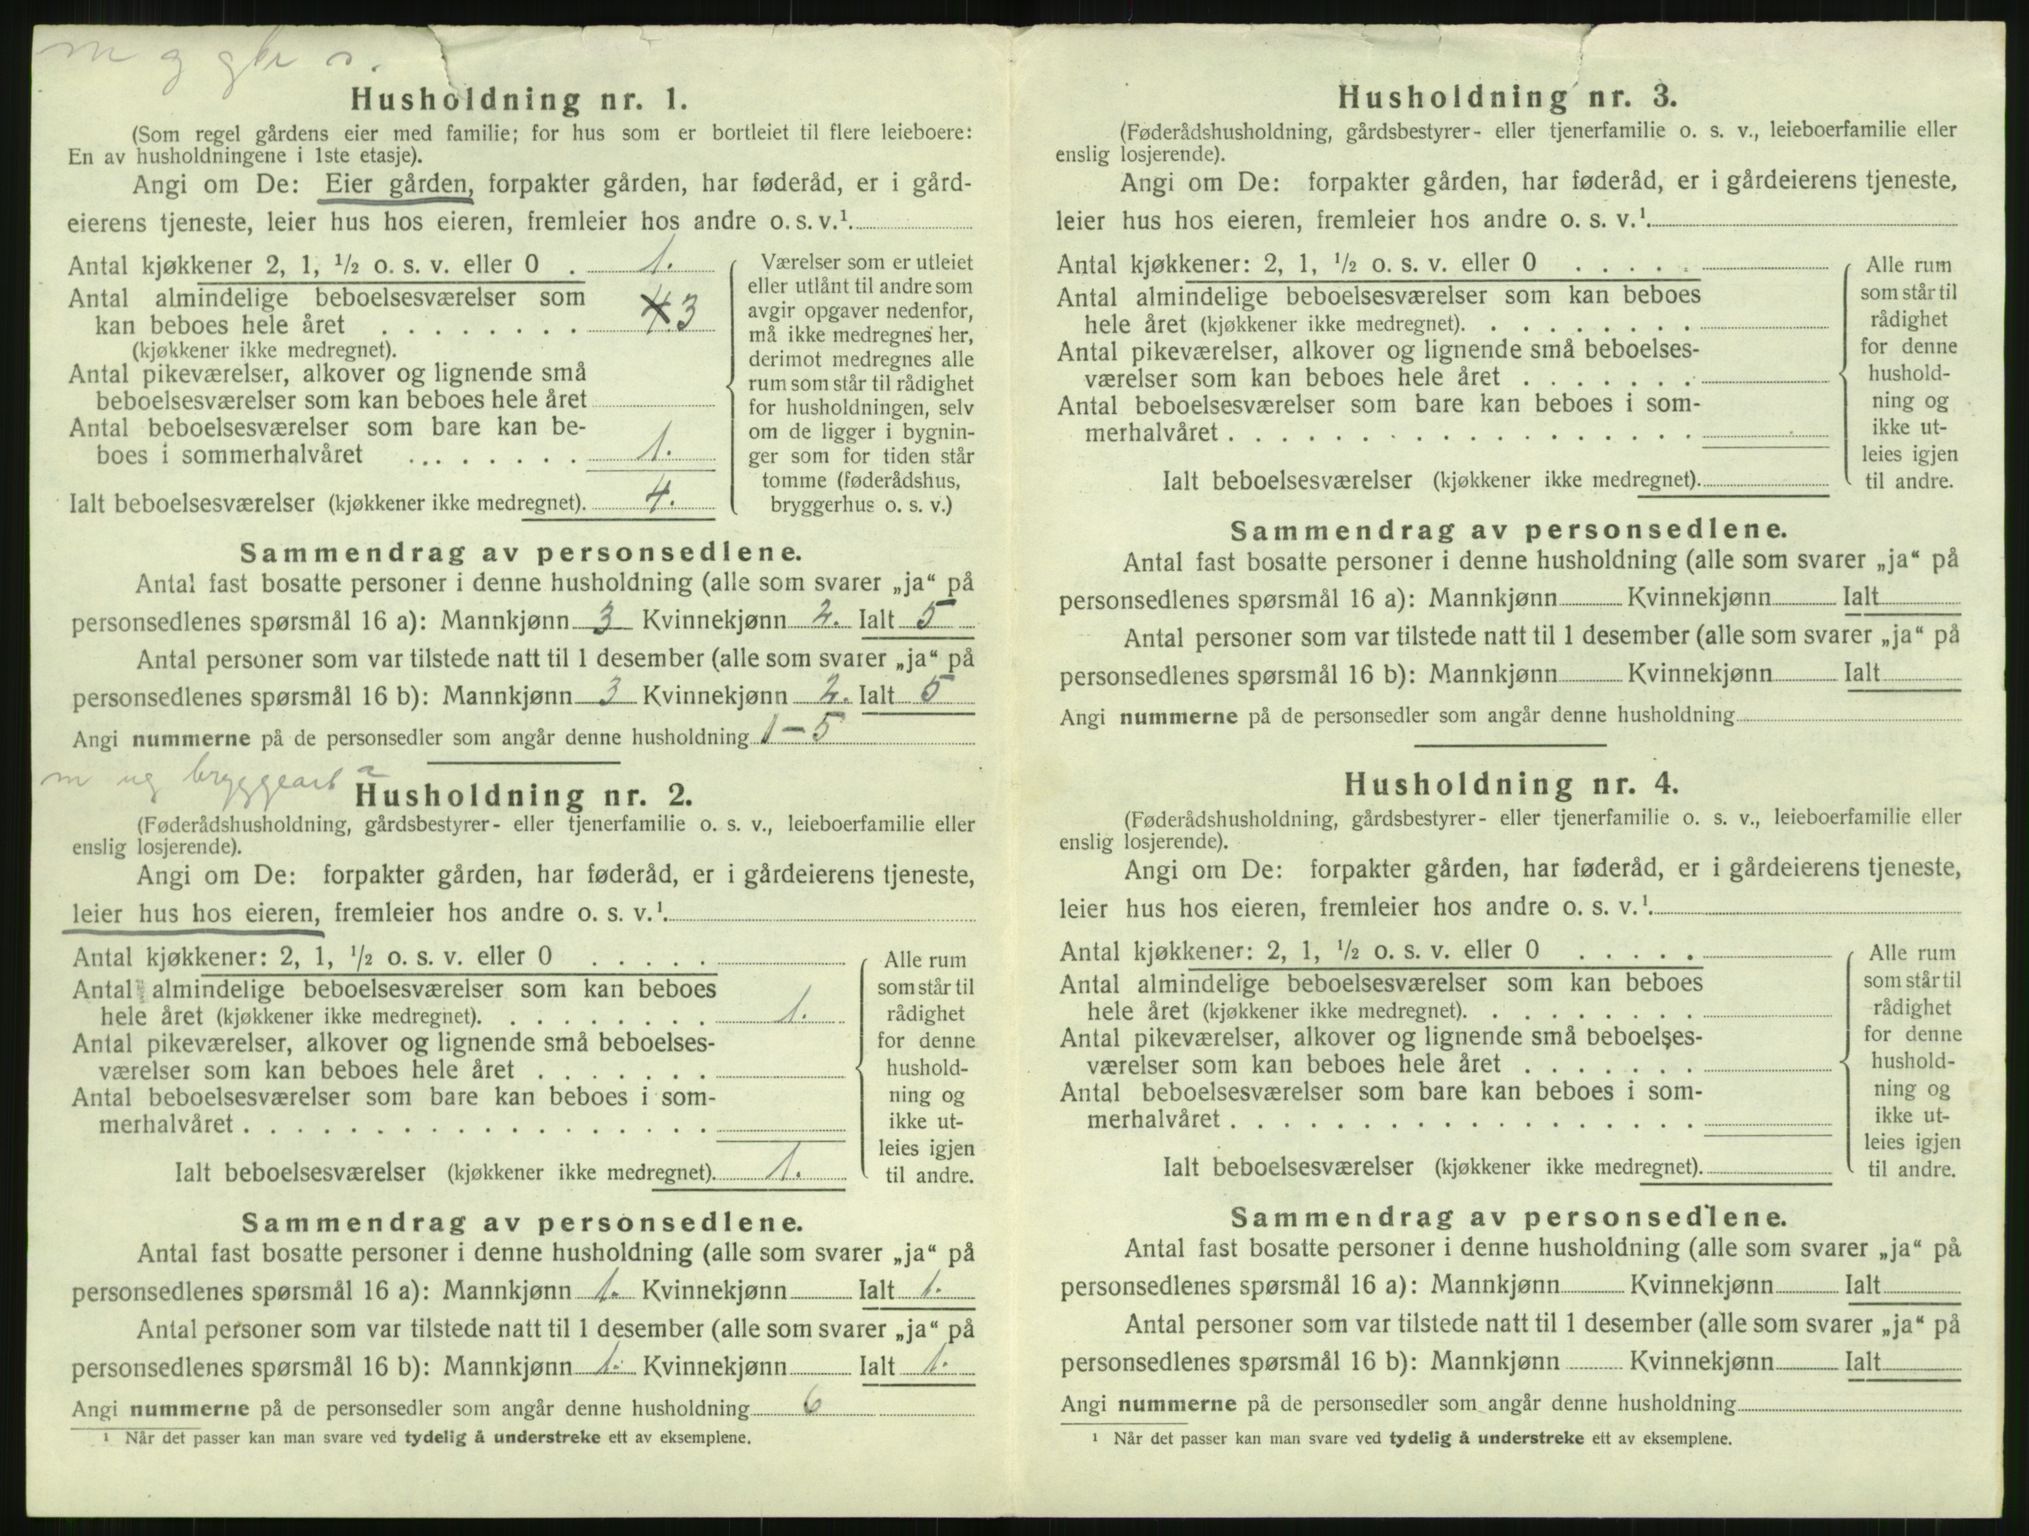 Husholdning nr. 1.
(Som regel gårdens eier med familie; for hus som er bortleiet til flere leieboere:
En av husholdningene i 1ste etasje).
Angi om De: Eier gården, forpakter gården, har føderåd, er i gård-
eierens tjeneste, leier hus hos eieren, fremleier hos andre o. s. v.¹
Antal kjøkkener 2, 1, ½ o. s. v. eller 0 . 1.
Antal almindelige beboelsesværelser som
kan beboes hele året . . . . . . . . 4 3
(kjøkkener ikke medregnet).
Antal pikeværelser, alkover og lignende små
beboelsesværelser som kan beboes hele året
Antal beboelsesværelser som bare kan be-
boes i sommerhalvåret . . . . . . . 1.
Ialt beboelsesværelser (kjøkkener ikke medregnet). 4.
Værelser som er utleiet
eller utlånt til andre som
avgir opgaver nedenfor,
må ikke medregnes her,
derimot medregnes alle
rum som står til rådighet
for husholdningen, selv
om de ligger i bygnin-
ger som for tiden står
tomme (føderådshus,
bryggerhus o. s. v.)
Sammendrag av personsedlene.
Antal fast bosatte personer i denne husholdning (alle som svarer „ja“ på
personsedlenes spørsmål 16 a): Mannkjønn 3 Kvinnekjønn 2. Ialt 5
Antal personer som var tilstede natt til 1 desember (alle som svarer „ja“ på
personsedlenes spørsmål 16 b): Mannkjønn 3 Kvinnekjønn 2. Ialt 5
Angi nummerne på de personsedler som angår denne husholdning 1-5
Husholdning nr. 2.
(Føderådshusholdning, gårdsbestyrer- eller tjenerfamilie o. s. v., leieboerfamilie eller
enslig losjerende).
Angi om De: forpakter gården, har føderåd, er i gårdeierens tjeneste,
leier hus hos eieren, fremleier hos andre o. s. v.¹
Antal kjøkkener: 2, 1, ½ o. s. v. eller 0 . . . . .
Antal almindelige beboelsesværelser som kan beboes
hele året (kjøkkener ikke medregnet). . . . . . . . . 1.
Antal pikeværelser, alkover og lignende små beboelses-
værelser som kan beboes hele året . . . . . . .
Antal beboelsesværelser som bare kan beboes i som-
merhalvåret . . . . . . . . . . . . . . . . . .
Ialt beboelsesværelser (kjøkkener ikke medregnet). 1.
Alle rum
som står til
rådighet
for denne
hushold-
ning og
ikke ut-
leies igjen
til andre.
Sammendrag av personsedlene.
Antal fast bosatte personer i denne husholdning (alle som svarer „ja“ på
personsedlenes spørsmål 16 a): Mannkjønn 1. Kvinnekjønn Ialt 1.
Antal personer som var tilstede natt til 1 desember (alle som svarer „ja“ på
personsedlenes spørsmål 16 b): Mannkjønn 1. Kvinnekjønn Ialt 1.
Angi nummerne på de personsedler som angår denne husholdning 6
¹ Når det passer kan man svare ved tydelig å understreke ett av eksemplene.
Husholdning nr. 3.
(Føderådshusholdning, gårdsbestyrer- eller tjenerfamilie o. s. v., leieboerfamilie eller
enslig losjerende).
Angi om De: forpakter gården, har føderåd, er i gårdeierens tjeneste,
leier hus hos eieren, fremleier hos andre o. s. v.¹
Antal kjøkkener: 2, 1, ½ o. s. v. eller 0 . . . . .
Antal almindelige beboelsesværelser som kan beboes
hele året (kjøkkener ikke medregnet). . . . . . . . .
Antal pikeværelser, alkover og lignende små beboelses-
værelser som kan beboes hele året . . . . . . .
Antal beboelsesværelser som bare kan beboes i som-
merhalvåret . . . . . . . . . . . . . . . . . .
Ialt beboelsesværelser (kjøkkener ikke medregnet).
Alle rum
som står til
rådighet
for denne
hushold-
ning og
ikke ut-
leies igjen
til andre.
Sammendrag av personsedlene.
Antal fast bosatte personer i denne husholdning (alle som svarer „ja“ på
personsedlenes spørsmål 16 a): Mannkjønn Kvinnekjønn Ialt
Antal personer som var tilstede natt til 1 desember (alle som svarer „ja“ på
personsedlenes spørsmål 16 b): Mannkjønn Kvinnekjønn Ialt
Angi nummerne på de personsedler som angår denne husholdning
Husholdning nr. 4.
(Føderådshusholdning, gårdsbestyrer- eller tjenerfamilie o. s. v., leieboerfamilie eller
enslig losjerende).
Angi om De: forpakter gården, har føderåd, er i gårdeierens tjeneste,
leier hus hos eieren, fremleier hos andre o. s. v.¹
Antal kjøkkener: 2, 1, ½ o. s. v. eller 0 . . . . .
Antal almindelige beboelsesværelser som kan beboes
hele året (kjøkkener ikke medregnet). . . . . . . . .
Antal pikeværelser, alkover og lignende små beboelses-
værelser som kan beboes hele året . . . . . . .
Antal beboelsesværelser som bare kan beboes i som-
merhalvåret . . . . . . . . . . . . . . . . . .
Ialt beboelsesværelser (kjøkkener ikke medregnet).
Alle rum
som står til
rådighet
for denne
hushold-
ning og
ikke ut-
leies igjen
til andre.
Sammendrag av personsedlene.
Antal fast bosatte personer i denne husholdning (alle som svarer „ja“ på
personsedlenes spørsmål 16 a): Mannkjønn Kvinnekjønn Ialt
Antal personer som var tilstede natt til 1 desember (alle som svarer „ja“ på
personsedlenes spørsmål 16 b): Mannkjønn Kvinnekjønn Ialt
Angi nummerne på de personsedler som angår denne husholdning
¹ Når det passer kan man svare ved tydelig å understreke ett av eksemplene.